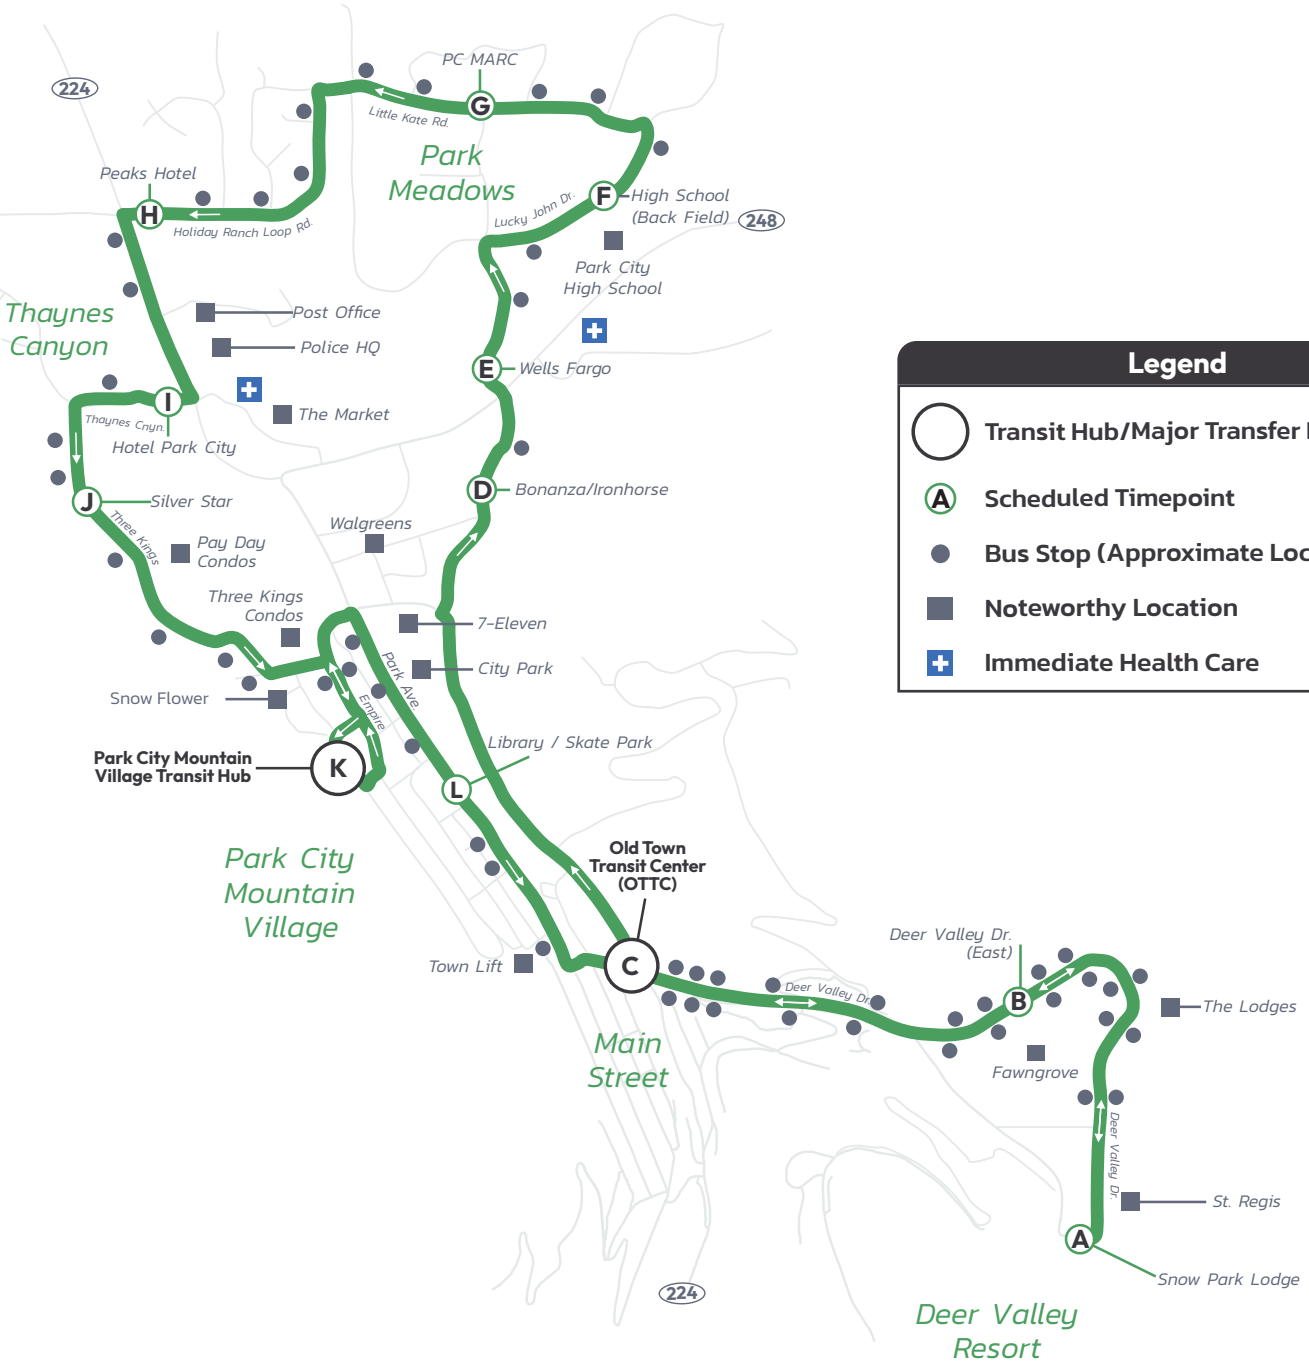 PC MARC
224
G
Little Kate Rd.
Park
Meadows
Peaks Hotel
H
Holiday Ranch Loop Rd.
F
High School
(Back Field)
248
Lucky John Dr.
Park City
High School
Thaynes
Canyon
Post Office
Police HQ
E
Wells Fargo
I
The Market
Thaynes Cnyn.
Hotel Park City
Legend
Transit Hub/Major Transfer
A
Scheduled Timepoint
Bus Stop (Approximate Loc
Noteworthy Location
Immediate Health Care
D
Bonanza/Ironhorse
J
Silver Star
Three Kings
Walgreens
Pay Day
Condos
Three Kings
Condos
7-Eleven
City Park
Park Ave.
Empire
Snow Flower
Park City Mountain
Village Transit Hub
K
Library / Skate Park
L
Park City
Mountain
Village
Old Town
Transit Center
(OTTC)
C
Town Lift
Deer Valley Dr.
Deer Valley Dr.
(East)
B
The Lodges
Fawngrove
Main
Street
Deer Valley Dr.
St. Regis
A
Snow Park Lodge
224
Deer Valley
Resort